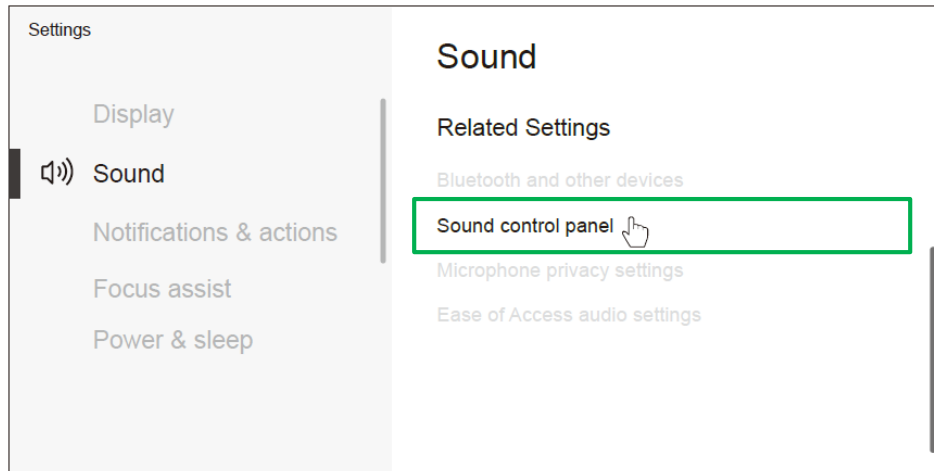 Settings
Display
Sound
Notifications & actions
Focus assist
Power & sleep
Sound
Related Settings
Bluetooth and other devices
Sound control panel
Microphone privacy settings
Ease of Access audio settings